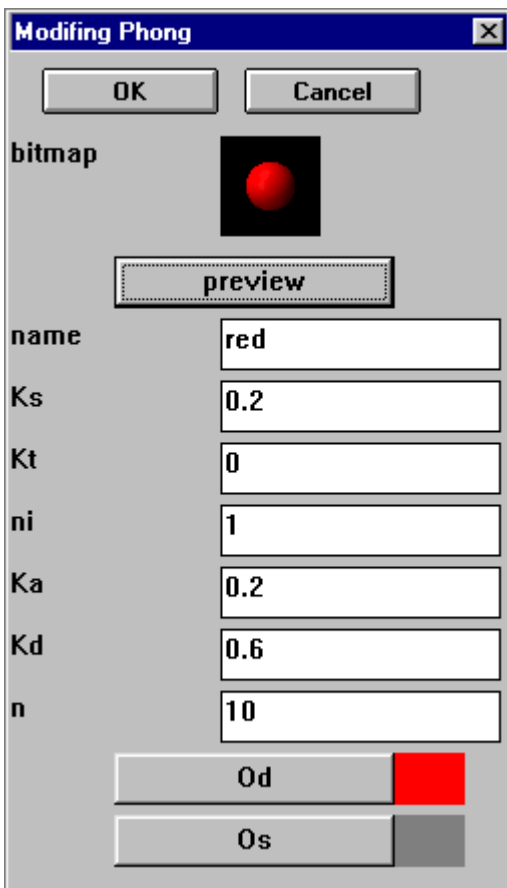 Modifing Phong
OK Cancel
bitmap
preview
name red
Ks 0.2
Kt 0
ni 1
Ka 0.2
Kd 0.6
n 10
Od
Os